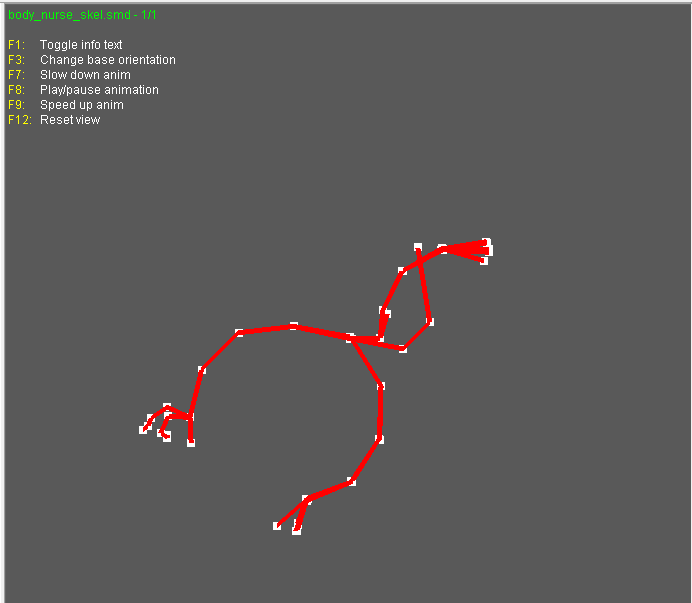 body_nurse_skel.smd - 1/1
F1: Toggle info text
F3: Change base orientation
F7: Slow down anim
F8: Play/pause animation
F9: Speed up anim
F12: Reset view